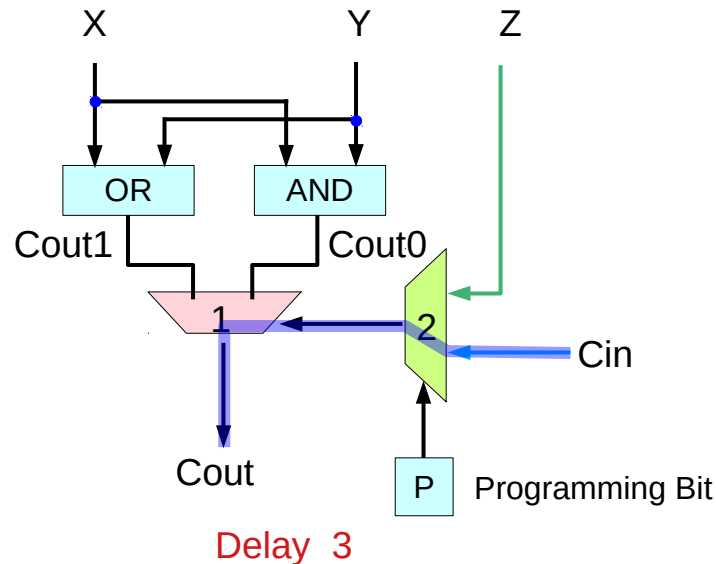 X Y Z
OR AND
Cout1 Cout0
1 2
Cin
Cout
P Programming Bit
Delay 3